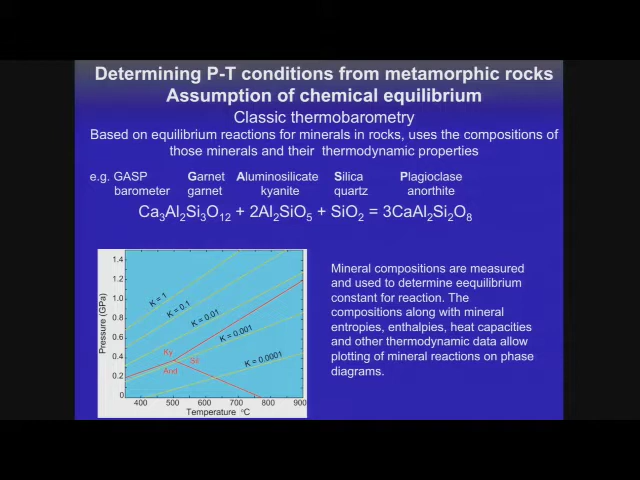 Determining P-T conditions from metamorphic rocks
Assumption of chemical equilibrium
Classic thermobarometry
Based on equilibrium reactions for minerals in rocks, uses the compositions of
those minerals and their thermodynamic properties
e.g. GASP Garnet Aluminosilicate Silica Plagioclase
barometer garnet kyanite quartz anorthite
Ca3Al2Si3O12 + 2Al2SiO5 + SiO2 = 3CaAl2Si2O8
Pressure (GPa)
1.4
1.2
1.0
0.8
0.6
0.4
0.2
0
K = 1
K = 0.1
K = 0.01
K = 0.001
K = 0.0001
Ky
Sil
And
400 500 600 700 800 900
Temperature °C
Mineral compositions are measured
and used to determine eequilibrium
constant for reaction. The
compositions along with mineral
entropies, enthalpies, heat capacities
and other thermodynamic data allow
plotting of mineral reactions on phase
diagrams.